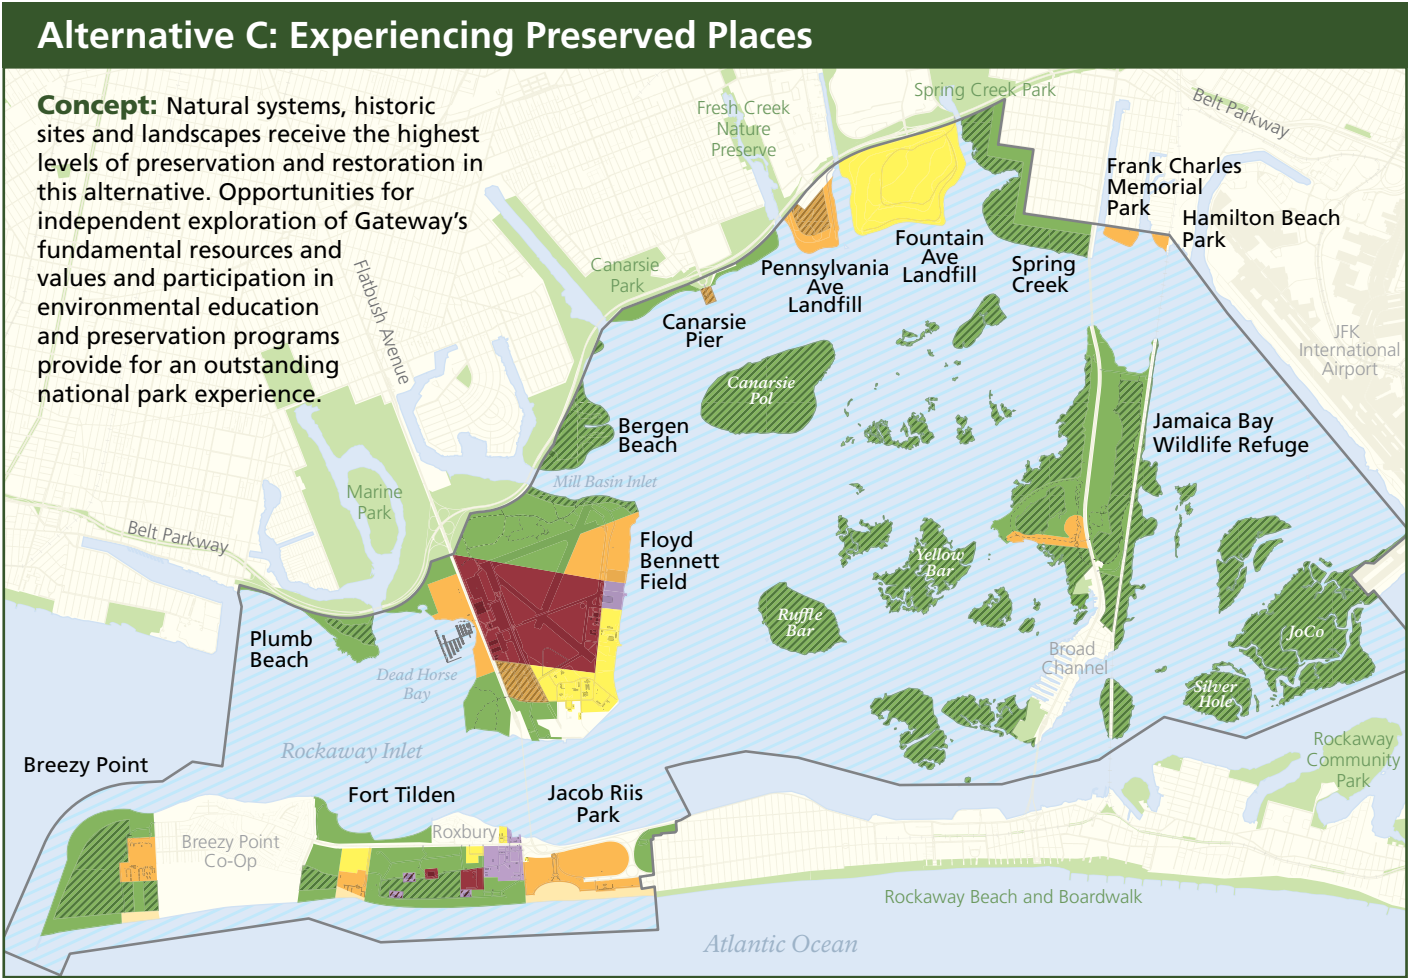 Alternative C: Experiencing Preserved Places
Concept: Natural systems, historic
sites and landscapes receive the highest
levels of preservation and restoration in
this alternative. Opportunities for
independent exploration of Gateway’s
fundamental resources and
values and participation in
environmental education
and preservation programs
provide for an outstanding
national park experience.
Fresh Creek
Nature
Preserve
Spring Creek Park
Belt Parkway
Frank Charles
Memorial
Park
Hamilton Beach
Park
Fountain
Ave
Landfill
Pennsylvania
Ave
Landfill
Spring
Creek
Canarsie
Park
Flatbush Avenue
Canarsie
Pier
JFK
International
Airport
Canarsie
Pol
Bergen
Beach
Jamaica Bay
Wildlife Refuge
Mill Basin Inlet
Marine
Park
Belt Parkway
Floyd
Bennett
Field
Yellow
Bar
Ruffle
Bar
JoCo
Plumb
Beach
Broad
Channel
Dead Horse
Bay
Silver
Hole
Rockaway Inlet
Rockaway
Community
Park
Breezy Point
Fort Tilden
Jacob Riis
Park
Roxbury
Breezy Point
Co-Op
Rockaway Beach and Boardwalk
Atlantic Ocean